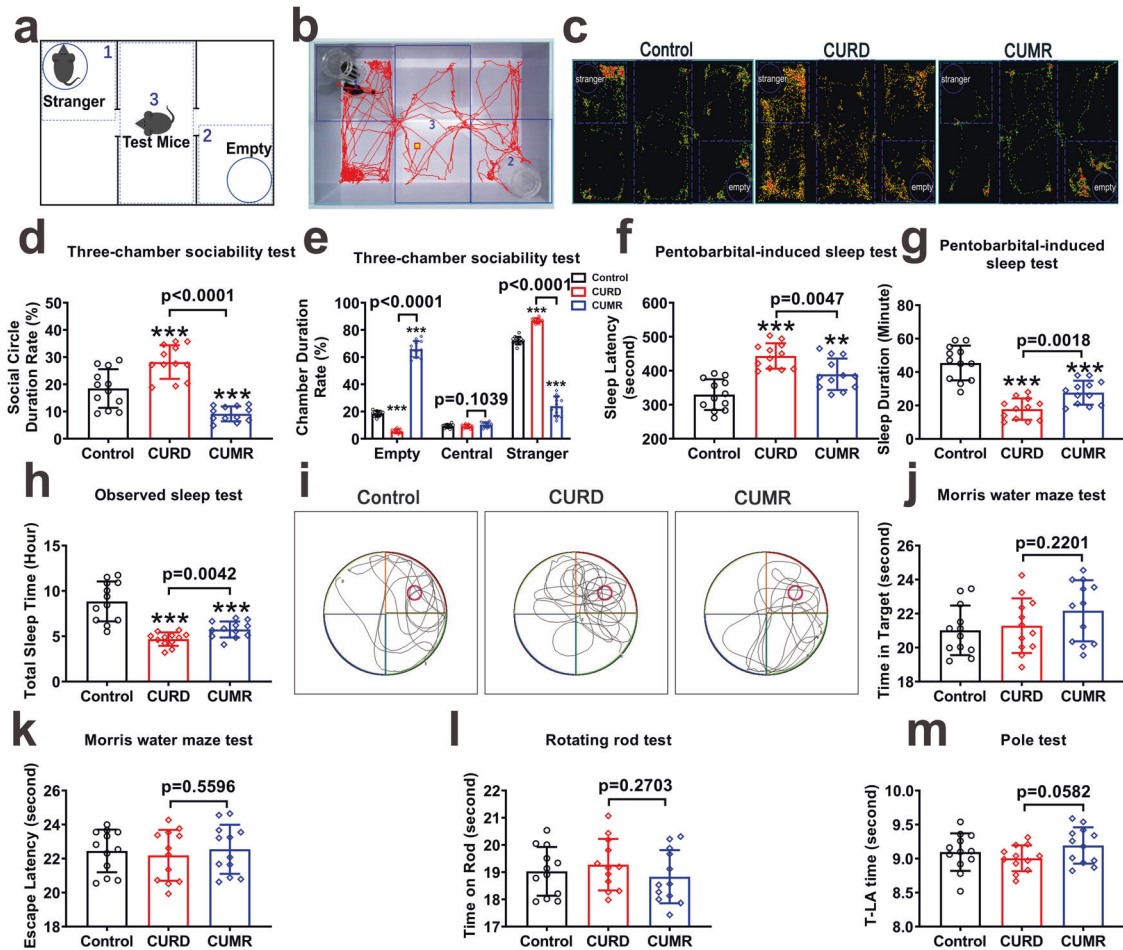 a
1
Stranger
3
Test Mice
2
Empty
b
3
2
c
Control
CURD
CUMR
stranger
stranger
stranger
empty
empty
empty
d
Three-chamber sociability test
Social Circle
Duration Rate (%)
50
40
30
20
10
0
p<0.0001
***
***
Control
CURD
CUMR
e
Three-chamber sociability test
Control
CURD
CUMR
Chamber Duration
Rate (%)
100
80
60
40
20
0
p<0.0001
***
***
p=0.1039
p<0.0001
***
***
Empty
Central
Stranger
f
Pentobarbital-induced sleep test
Sleep Latency
(second)
600
500
400
300
200
p=0.0047
***
**
Control
CURD
CUMR
g
Pentobarbital-induced
sleep test
Sleep Duration (Minute)
80
60
40
20
0
p=0.0018
***
***
Control
CURD
CUMR
h
Observed sleep test
Total Sleep Time (Hour)
15
10
5
0
p=0.0042
***
***
Control
CURD
CUMR
i
Control
CURD
CUMR
j
Morris water maze test
Time in Target (second)
26
24
22
20
18
p=0.2201
Control
CURD
CUMR
k
Morris water maze test
Escape Latency (second)
28
26
24
22
20
18
p=0.5596
Control
CURD
CUMR
l
Rotating rod test
Time on Rod (second)
22
21
20
19
18
17
p=0.2703
Control
CURD
CUMR
m
Pole test
T-LA time (second)
10.0
9.5
9.0
8.5
8.0
p=0.0582
Control
CURD
CUMR